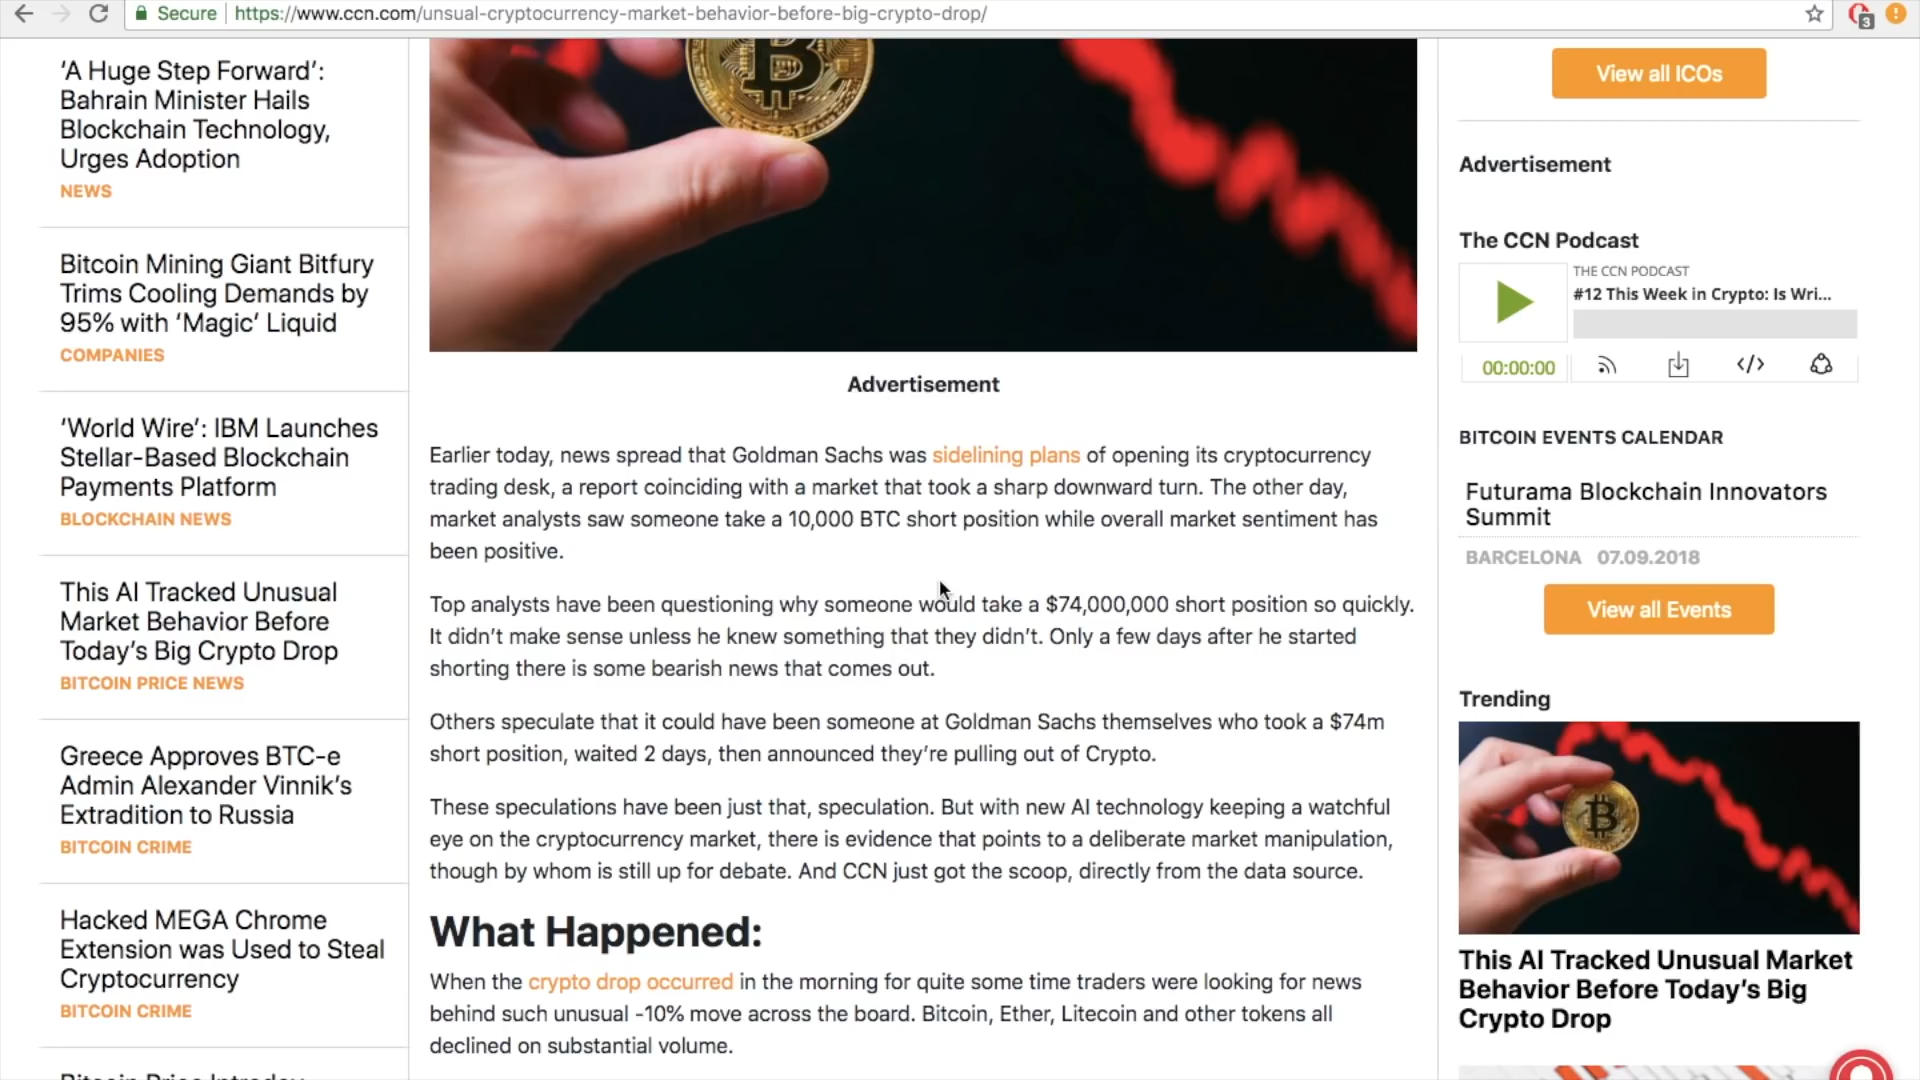 Secure
https://www.ccn.com/unsual-cryptocurrency-market-behavior-before-big-crypto-drop/
3
'A Huge Step Forward':
Bahrain Minister Hails
Blockchain Technology,
Urges Adoption
NEWS
Bitcoin Mining Giant Bitfury
Trims Cooling Demands by
95% with 'Magic' Liquid
COMPANIES
'World Wire': IBM Launches
Stellar-Based Blockchain
Payments Platform
BLOCKCHAIN NEWS
This AI Tracked Unusual
Market Behavior Before
Today's Big Crypto Drop
BITCOIN PRICE NEWS
Greece Approves BTC-e
Admin Alexander Vinnik's
Extradition to Russia
BITCOIN CRIME
Hacked MEGA Chrome
Extension was Used to Steal
Cryptocurrency
BITCOIN CRIME
Bitcoin Price Intraday
Advertisement
Earlier today, news spread that Goldman Sachs was sidelining plans of opening its cryptocurrency
trading desk, a report coinciding with a market that took a sharp downward turn. The other day,
market analysts saw someone take a 10,000 BTC short position while overall market sentiment has
been positive.
Top analysts have been questioning why someone would take a $74,000,000 short position so quickly.
It didn't make sense unless he knew something that they didn't. Only a few days after he started
shorting there is some bearish news that comes out.
Others speculate that it could have been someone at Goldman Sachs themselves who took a $74m
short position, waited 2 days, then announced they're pulling out of Crypto.
These speculations have been just that, speculation. But with new AI technology keeping a watchful
eye on the cryptocurrency market, there is evidence that points to a deliberate market manipulation,
though by whom is still up for debate. And CCN just got the scoop, directly from the data source.
What Happened:
When the crypto drop occurred in the morning for quite some time traders were looking for news
behind such unusual -10% move across the board. Bitcoin, Ether, Litecoin and other tokens all
declined on substantial volume.
View all ICOs
Advertisement
The CCN Podcast
THE CCN PODCAST
#12 This Week in Crypto: Is Wri...
00:00:00
BITCOIN EVENTS CALENDAR
Futurama Blockchain Innovators
Summit
BARCELONA 07.09.2018
View all Events
Trending
This AI Tracked Unusual Market
Behavior Before Today's Big
Crypto Drop